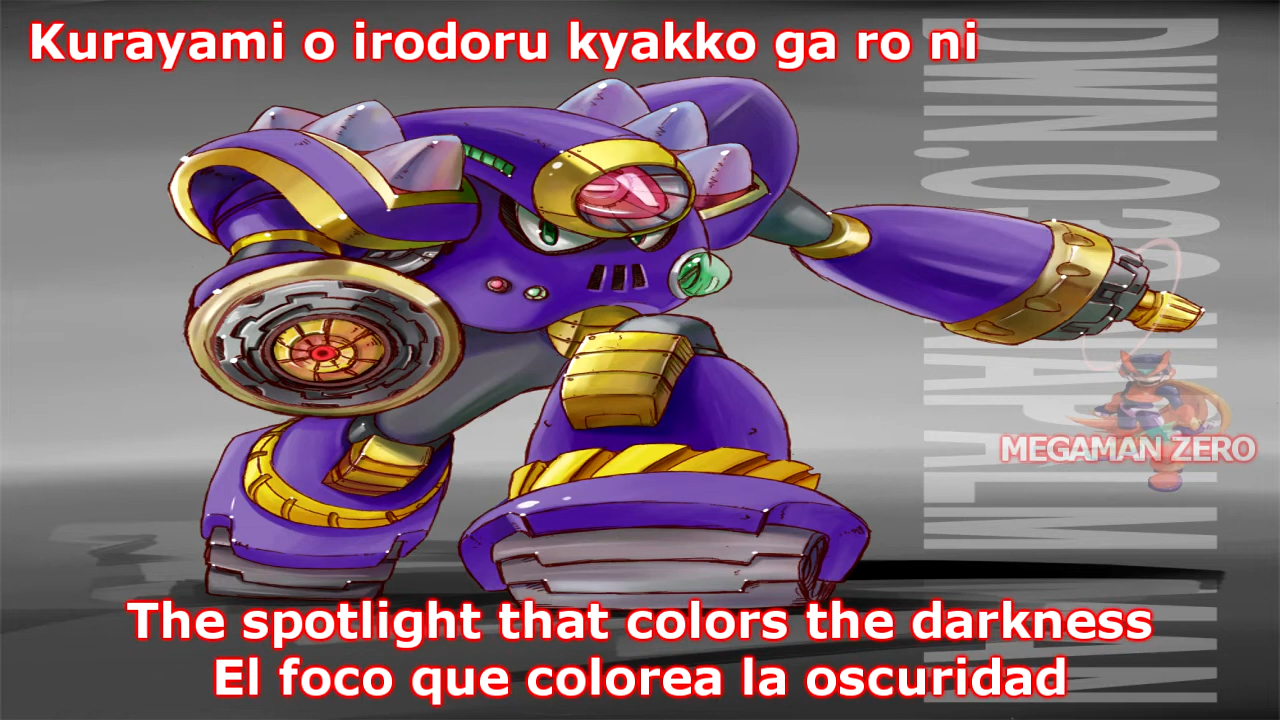 Kurayami o irodoru kyakko ga ro ni
MEGAMAN ZERO
The spotlight that colors the darkness
El foco que colorea la oscuridad